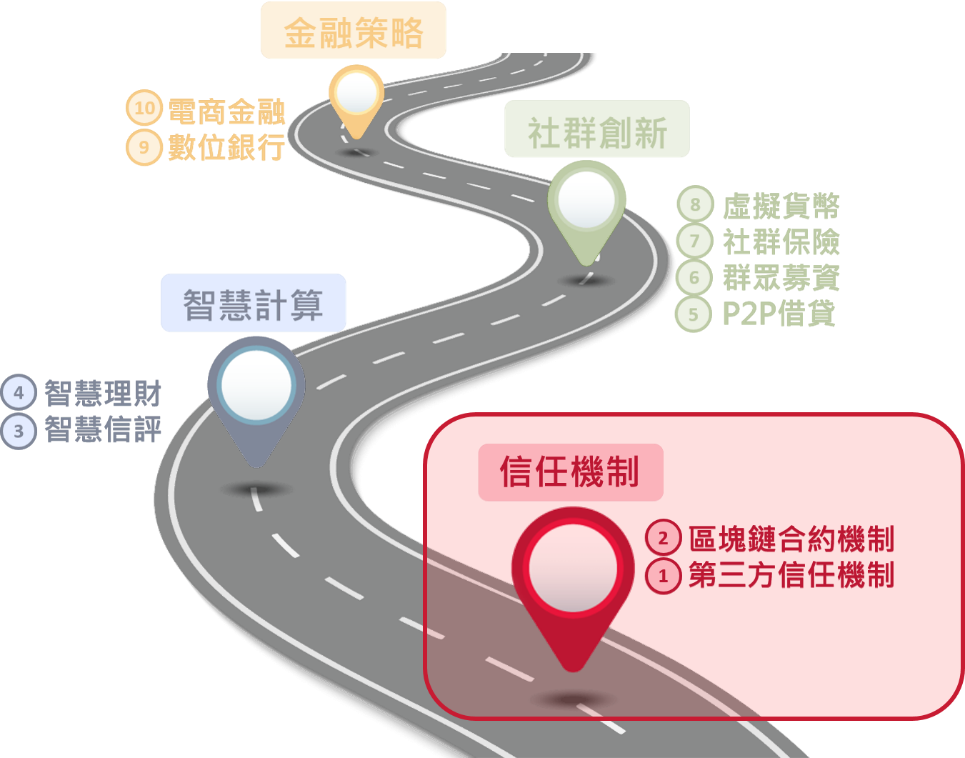 金融策略
10 電商金融
9 數位銀行
社群創新
8 虛擬貨幣
7 社群保險
6 群眾募資
5 P2P借貸
智慧計算
4 智慧理財
3 智慧信評
信任機制
2 區塊鏈合約機制
1 第三方信任機制